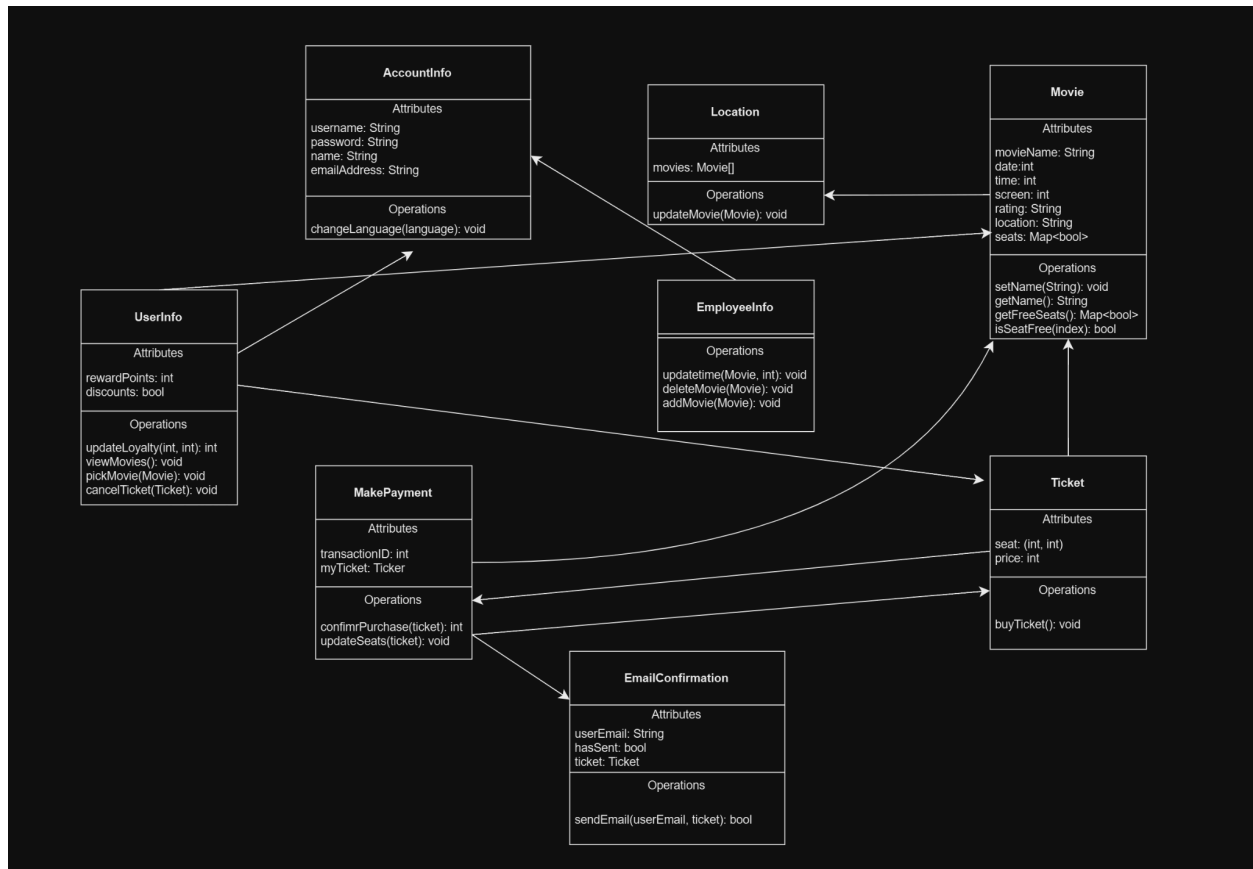 AccountInfo
Attributes
username: String
password: String
name: String
emailAddress: String
Operations
changeLanguage(language): void
Location
Attributes
movies: Movie[]
Operations
updateMovie(Movie): void
Movie
Attributes
movieName: String
date:int
time: int
screen: int
rating: String
location: String
seats: Map<bool>
Operations
setName(String): void
getName(): String
getFreeSeats(): Map<bool>
isSeatFree(index): bool
UserInfo
Attributes
rewardPoints: int
discounts: bool
Operations
updateLoyalty(int, int): int
viewMovies(): void
pickMovie(Movie): void
cancelTicket(Ticket): void
EmployeeInfo
Operations
updatetime(Movie, int): void
deleteMovie(Movie): void
addMovie(Movie): void
MakePayment
Attributes
transactionID: int
myTicket: Ticker
Operations
confimrPurchase(ticket): int
updateSeats(ticket): void
Ticket
Attributes
seat: (int, int)
price: int
Operations
buyTicket(): void
EmailConfirmation
Attributes
userEmail: String
hasSent: bool
ticket: Ticket
Operations
sendEmail(userEmail, ticket): bool